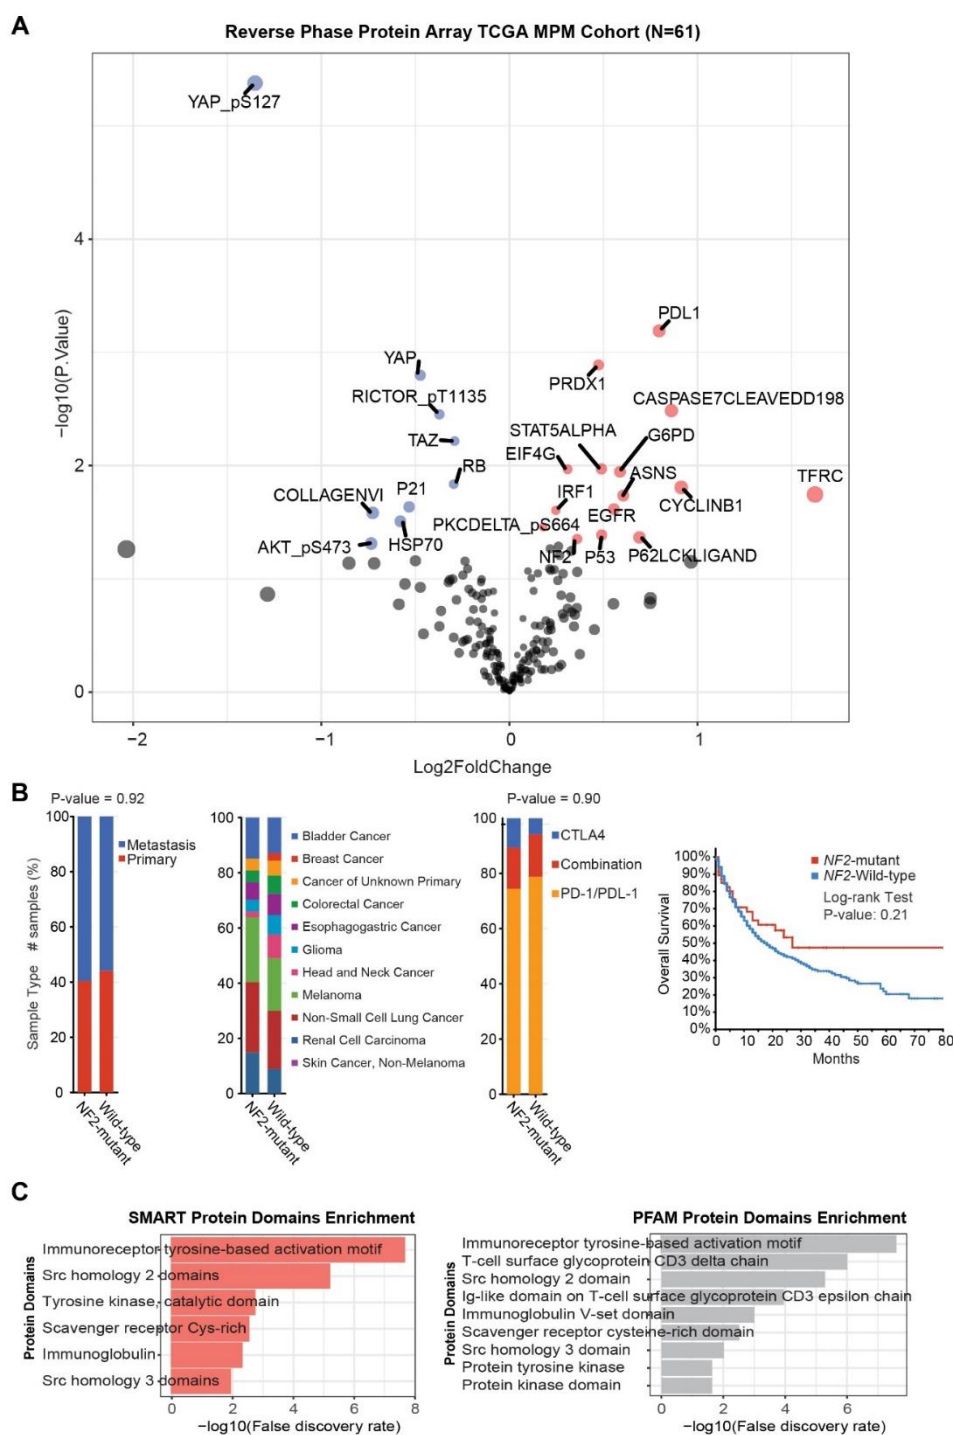 A
Reverse Phase Protein Array TCGA MPM Cohort (N=61)
YAP_pS127
4
PDL1
YAP
PRDX1
RICTOR_pT1135
CASPASE7CLEAVEDD198
STAT5ALPHA
G6PD
TAZ
EIF4G
RB
ASNS
2
TFRC
COLLAGENVI
P21
IRF1
CYCLINB1
EGFR
PKCDELTA_pS664
AKT_pS473
HSP70
NF2
P53
P62LCKLIGAND
0
−log10(P.Value)
−2
−1
0
1
Log2FoldChange
B
P-value = 0.92
100
80
60
40
20
0
Sample Type # samples (%)
Metastasis
Primary
NF2-mutant
Wild-type
100
80
60
40
20
0
Bladder Cancer
Breast Cancer
Cancer of Unknown Primary
Colorectal Cancer
Esophagogastric Cancer
Glioma
Head and Neck Cancer
Melanoma
Non-Small Cell Lung Cancer
Renal Cell Carcinoma
Skin Cancer, Non-Melanoma
NF2-mutant
Wild-type
P-value = 0.90
100
80
60
40
20
0
CTLA4
Combination
PD-1/PDL-1
NF2-mutant
Wild-type
Overall Survival
100%
90%
80%
70%
60%
50%
40%
30%
20%
10%
0%
NF2-mutant
NF2-Wild-type
Log-rank Test
P-value: 0.21
0 10 20 30 40 50 60 70 80
Months
C
SMART Protein Domains Enrichment
Protein Domains
Immunoreceptor tyrosine-based activation motif
Src homology 2 domains
Tyrosine kinase, catalytic domain
Scavenger receptor Cys-rich
Immunoglobulin
Src homology 3 domains
0 2 4 6 8
−log10(False discovery rate)
PFAM Protein Domains Enrichment
Protein Domains
Immunoreceptor tyrosine-based activation motif
T-cell surface glycoprotein CD3 delta chain
Src homology 2 domain
Ig-like domain on T-cell surface glycoprotein CD3 epsilon chain
Immunoglobulin V-set domain
Scavenger receptor cysteine-rich domain
Src homology 3 domain
Protein tyrosine kinase
Protein kinase domain
0 2 4 6
−log10(False discovery rate)